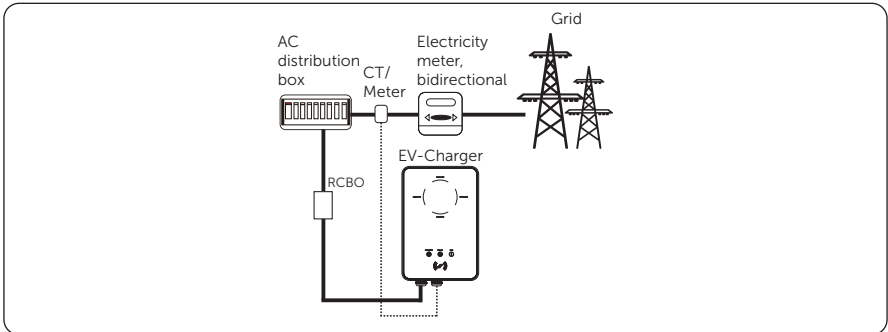 Grid
AC
distribution
box
CT/
Meter
Electricity
meter,
bidirectional
EV-Charger
RCBO